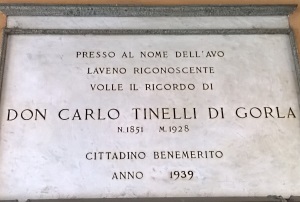 PRESSO AL NOME DELL'AVO
LAVENO RICONOSCENTE
VOLLE IL RICORDO DI
DON CARLO TINELLI DI GORLA
N. 1851 M. 1928
CITTADINO BENEMERITO
ANNO 1939